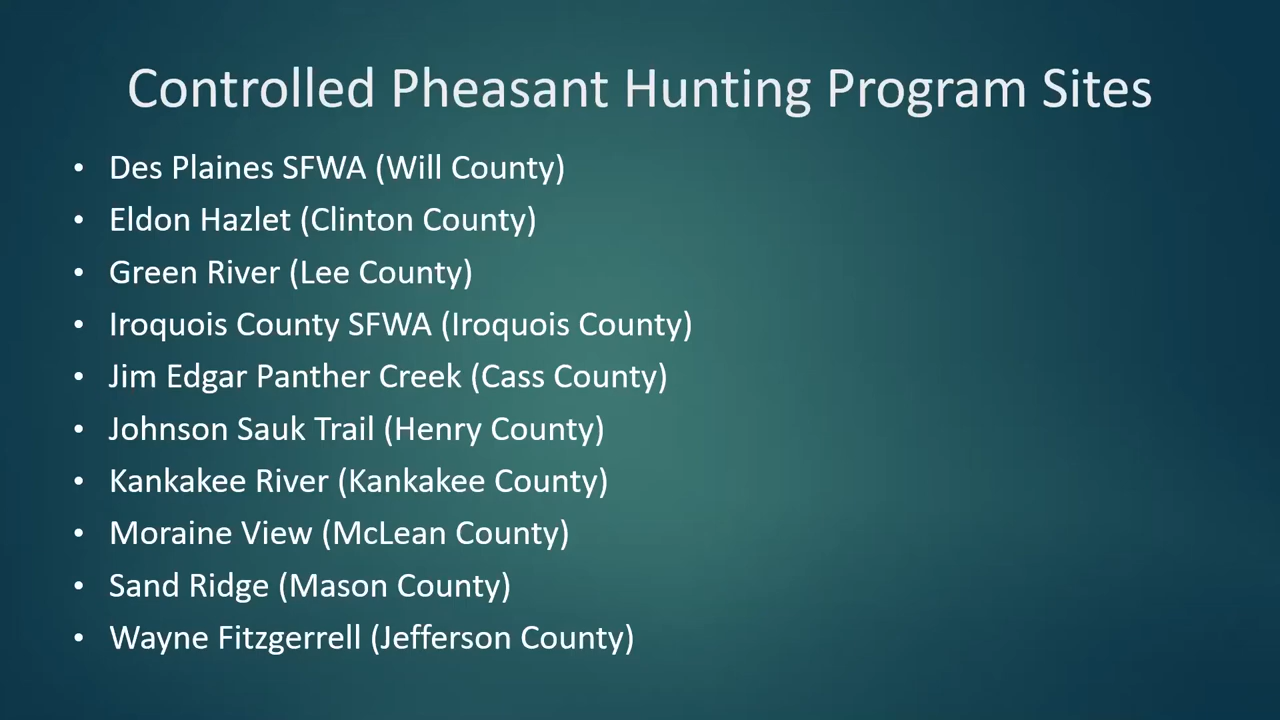 Controlled Pheasant Hunting Program Sites
• Des Plaines SFWA (Will County)
• Eldon Hazlet (Clinton County)
• Green River (Lee County)
• Iroquois County SFWA (Iroquois County)
• Jim Edgar Panther Creek (Cass County)
• Johnson Sauk Trail (Henry County)
• Kankakee River (Kankakee County)
• Moraine View (McLean County)
• Sand Ridge (Mason County)
• Wayne Fitzgerrell (Jefferson County)